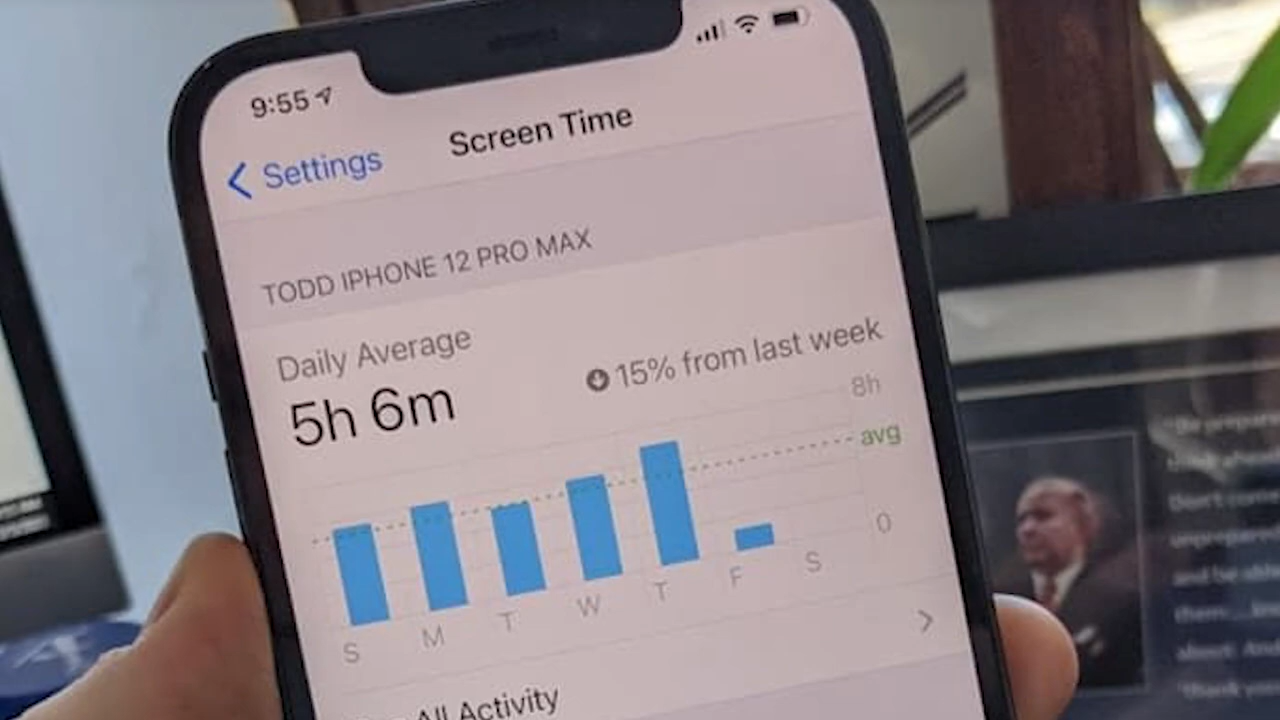 9:55
Settings
Screen Time
TODD IPHONE 12 PRO MAX
Daily Average
5h 6m
15% from last week
8h
avg
0
S M T W T F S
All Activity